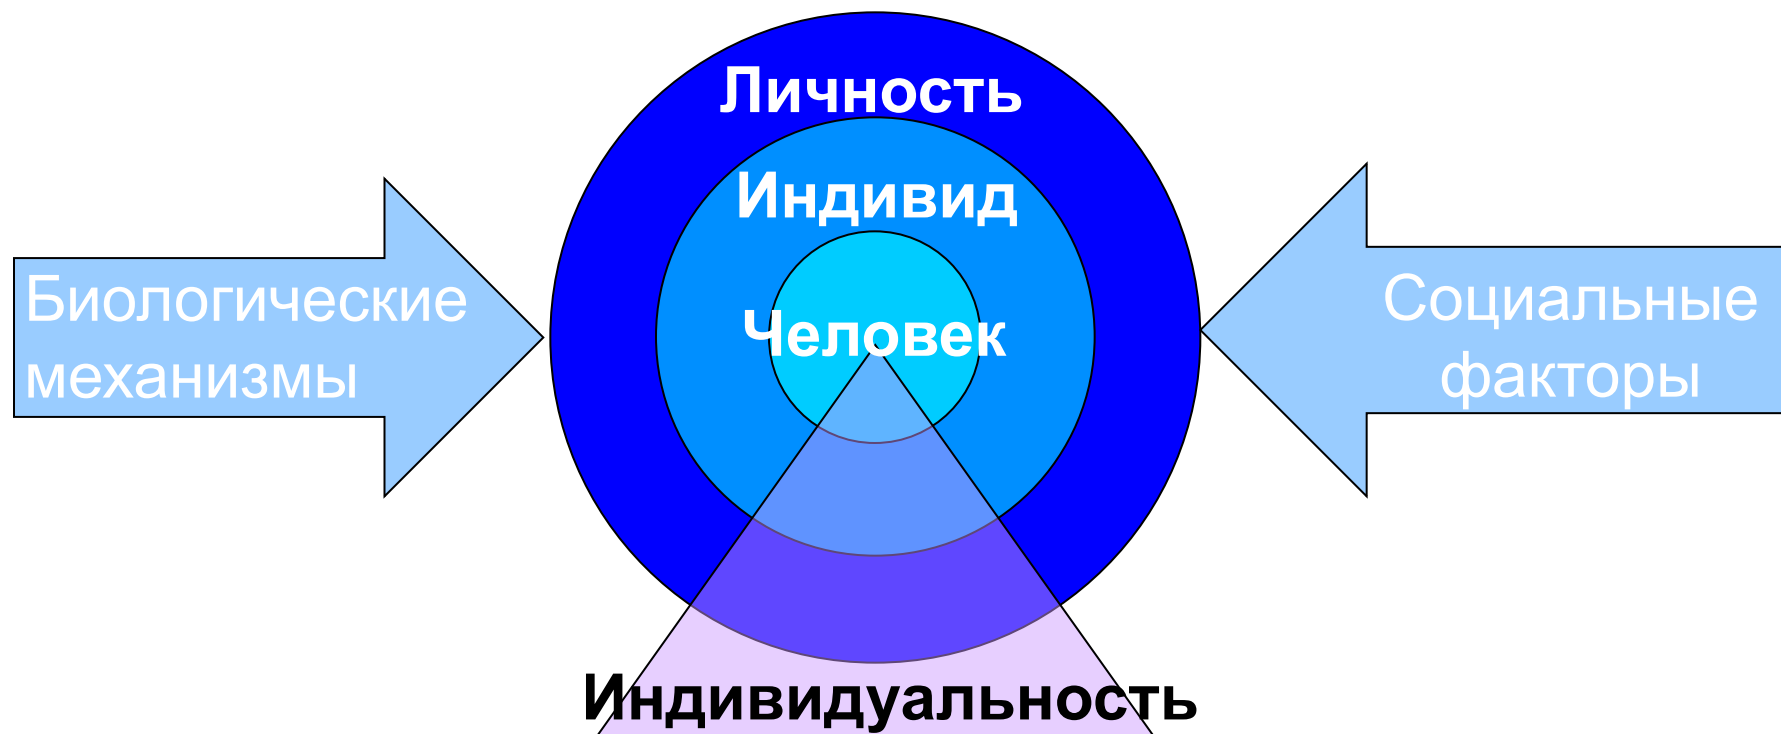 Личность
Индивид
Человек
Биологические
механизмы
Социальные
факторы
Индивидуальность